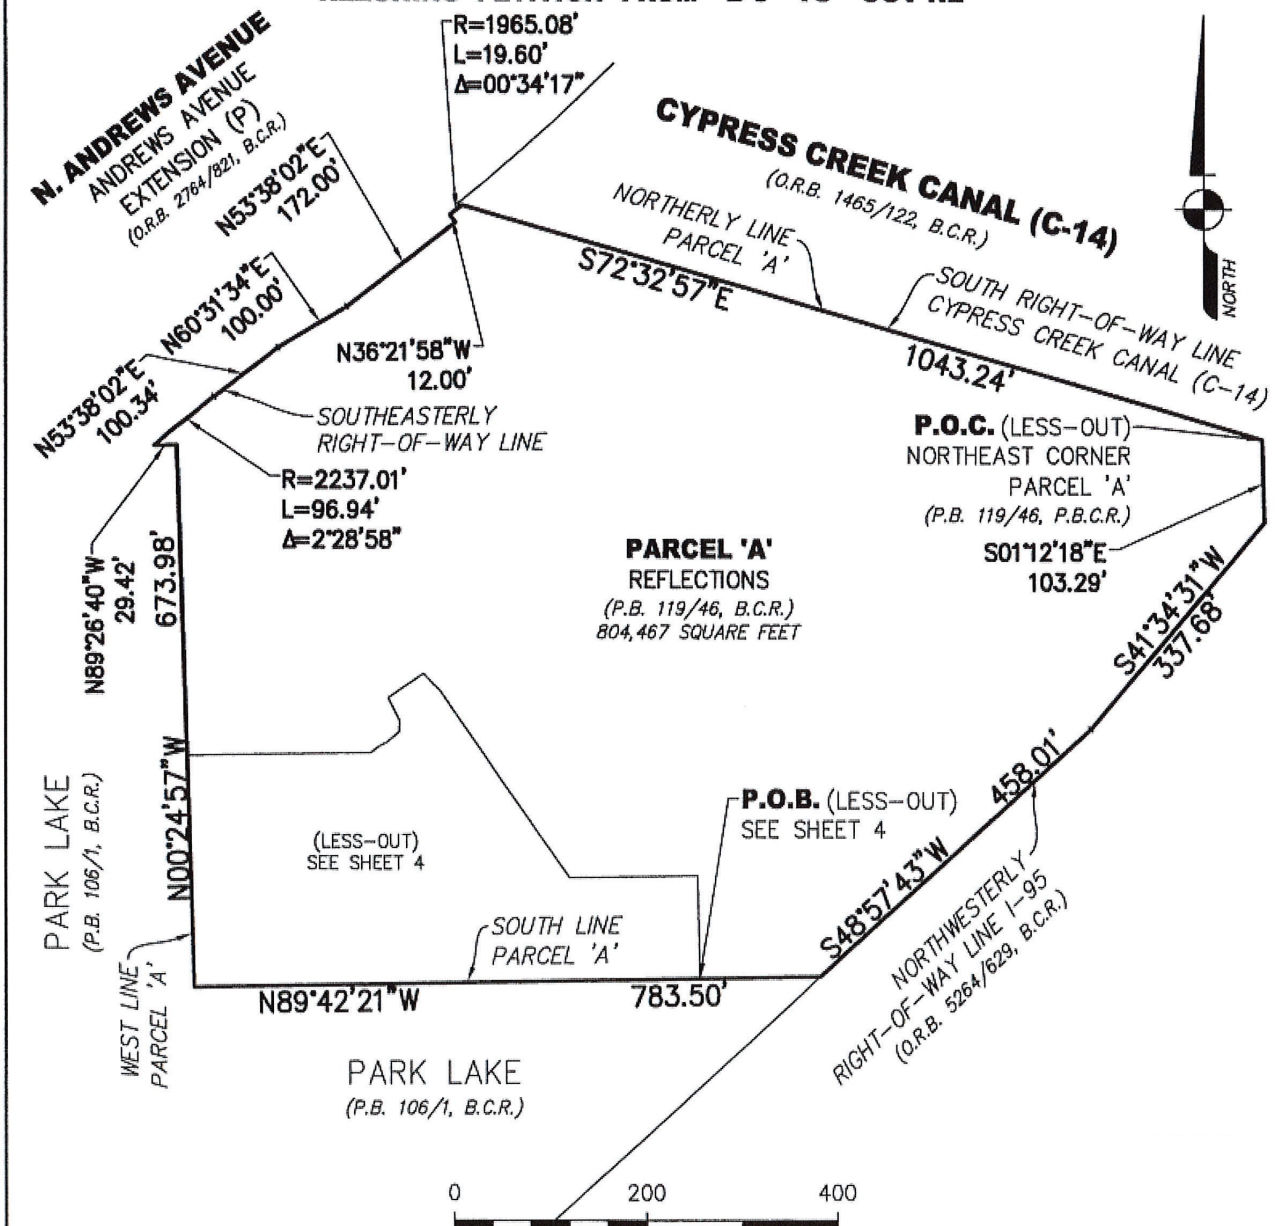 R=1965.08'
L=19.60'
Δ=00°34'17"
N. ANDREWS AVENUE
ANDREWS AVENUE
EXTENSION (P)
(O.R.B. 2764/821, B.C.R.)
N53°38'02"E
172.00'
N60°31'34"E
100.00'
N53°38'02"E
100.34'
CYPRESS CREEK CANAL (C-14)
(O.R.B. 1465/122, B.C.R.)
NORTHERLY LINE
PARCEL 'A'
S72°32'57"E
1043.24'
SOUTH RIGHT-OF-WAY LINE
CYPRESS CREEK CANAL (C-14)
NORTH
N36°21'58"W
12.00'
SOUTHEASTERLY
RIGHT-OF-WAY LINE
R=2237.01'
L=96.94'
Δ=2°28'58"
P.O.C. (LESS-OUT)
NORTHEAST CORNER
PARCEL 'A'
(P.B. 119/46, P.B.C.R.)
S01°12'18"E
103.29'
N89°26'40"W
29.42'
673.98'
N00°24'57"W
PARCEL 'A'
REFLECTIONS
(P.B. 119/46, B.C.R.)
804,467 SQUARE FEET
S41°34'31"W
337.68'
458.01'
S48°57'43"W
P.O.B. (LESS-OUT)
SEE SHEET 4
(LESS-OUT)
SEE SHEET 4
PARK LAKE
(P.B. 106/1, B.C.R.)
WEST LINE
PARCEL 'A'
SOUTH LINE
PARCEL 'A'
N89°42'21"W
783.50'
NORTHWESTERLY
RIGHT-OF-WAY LINE I-95
(O.R.B. 5264/629, B.C.R.)
PARK LAKE
(P.B. 106/1, B.C.R.)
0 200 400